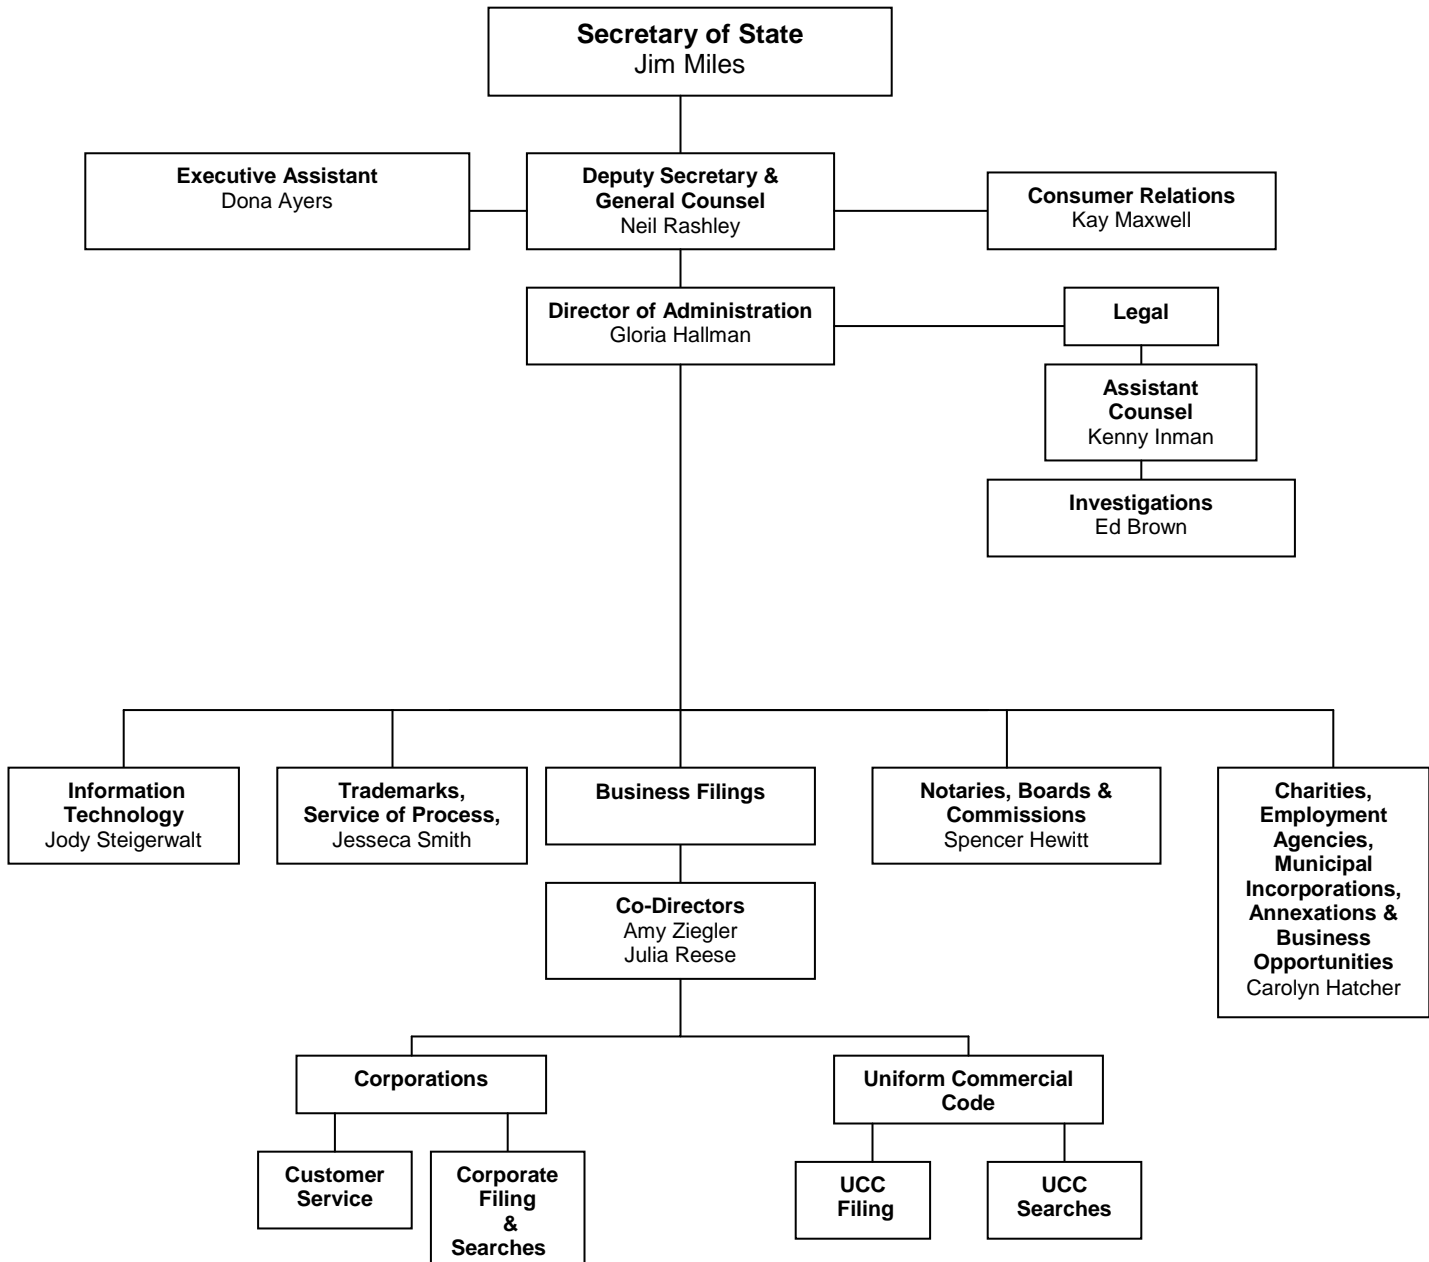 Secretary of State
Jim Miles
Executive Assistant
Dona Ayers
Deputy Secretary &
General Counsel
Neil Rashley
Consumer Relations
Kay Maxwell
Director of Administration
Gloria Hallman
Legal
Assistant
Counsel
Kenny Inman
Investigations
Ed Brown
Information
Technology
Jody Steigerwalt
Trademarks,
Service of Process,
Jesseca Smith
Business Filings
Notaries, Boards &
Commissions
Spencer Hewitt
Charities,
Employment
Agencies,
Municipal
Incorporations,
Annexations &
Business
Opportunities
Carolyn Hatcher
Co-Directors
Amy Ziegler
Julia Reese
Corporations
Uniform Commercial
Code
Customer
Service
Corporate
Filing
&
Searches
UCC
Filing
UCC
Searches